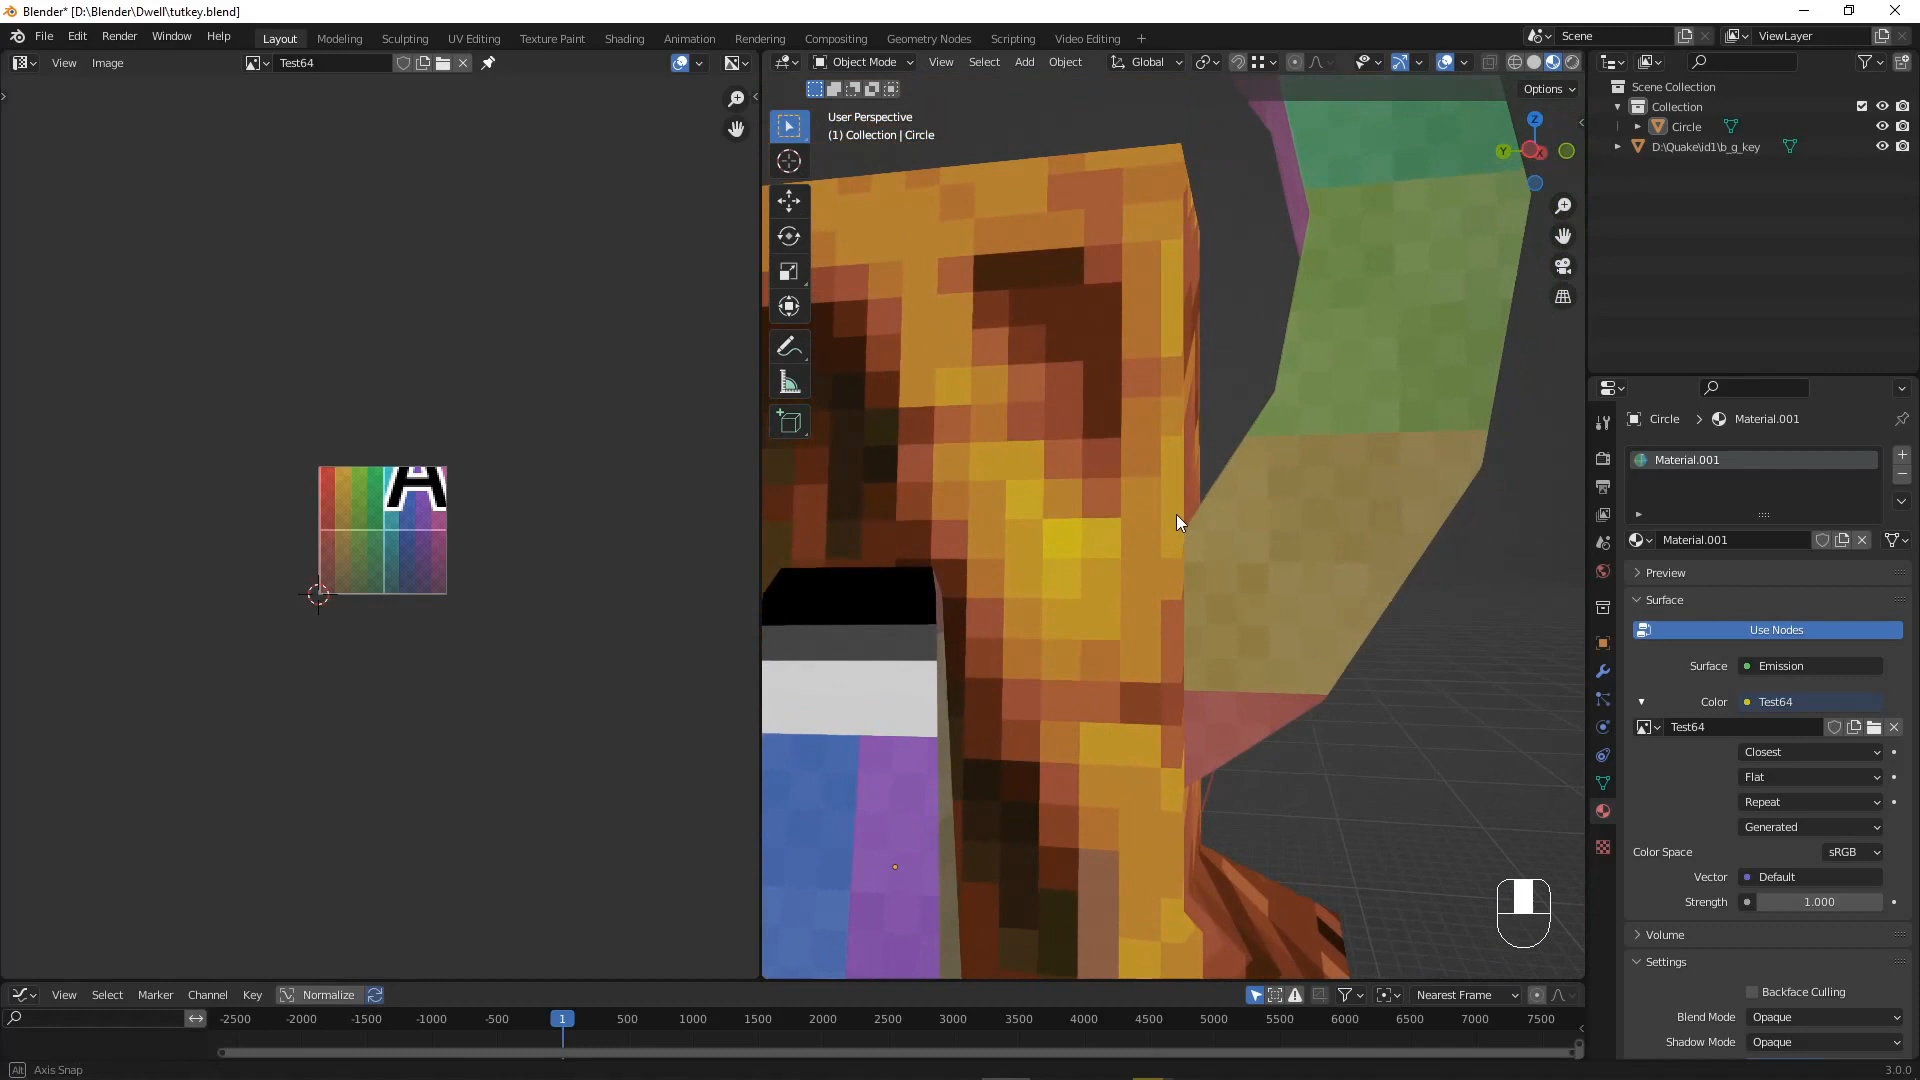 Blender* [D:\Blender\Dwell\tutkey.blend]
File Edit Render Window Help
Layout Modeling Sculpting UV Editing Texture Paint Shading Animation Rendering Compositing Geometry Nodes Scripting Video Editing
Scene
ViewLayer
View Image
Test64
Object Mode View Select Add Object
Global
Options
User Perspective
(1) Collection | Circle
Z
Y
X
A
Scene Collection
Collection
Circle
D:\Quake\id1\b_g_key
Circle > Material.001
Material.001
Material.001
Preview
Surface
Use Nodes
Surface Emission
Color Test64
Test64
Closest
Flat
Repeat
Generated
Color Space sRGB
Vector Default
Strength 1.000
Volume
Settings
Backface Culling
Blend Mode Opaque
Shadow Mode Opaque
View Select Marker Channel Key Normalize
Nearest Frame
-2500 -2000 -1500 -1000 -500 1 500 1000 1500 2000 2500 3000 3500 4000 4500 5000 5500 6000 6500 7000 7500
Alt Axis Snap
3.0.0